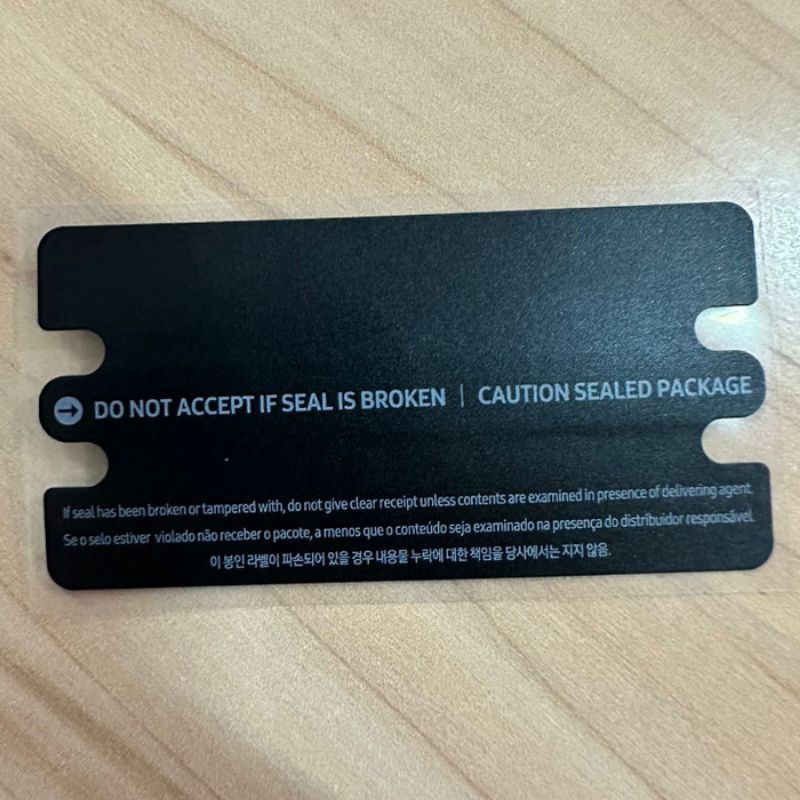 DO NOT ACCEPT IF SEAL IS BROKEN | CAUTION SEALED PACKAGE
If seal has been broken or tampered with, do not give clear receipt unless contents are examined in presence of delivering agent.
Se o selo estiver violado não receber o pacote, a menos que o conteúdo seja examinado na presença do distribuidor responsável.
이 봉인 라벨이 파손되어 있을 경우 내용물 누락에 대한 책임을 당사에서는 지지 않음.